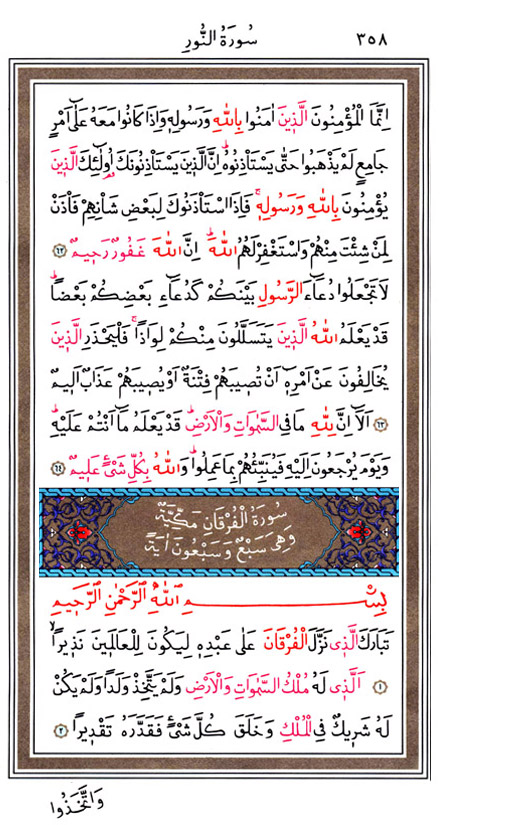 سُورَةُ النُّورِ ٣٥٨
اِنَّمَا الْمُؤْمِنُونَ الَّذ۪ينَ اٰمَنُوا بِاللّٰهِ وَرَسُولِه۪ وَاِذَا كَانُوا مَعَهُ عَلٰٓى اَمْرٍ
جَامِعٍ لَمْ يَذْهَبُوا حَتّٰى يَسْتَاْذِنُوهُۜ اِنَّ الَّذ۪ينَ يَسْتَاْذِنُونَكَ اُو۬لٰٓئِكَ الَّذ۪ينَ
يُؤْمِنُونَ بِاللّٰهِ وَرَسُولِه۪ۚ فَاِذَا اسْتَاْذَنُوكَ لِبَعْضِ شَاْنِهِمْ فَاْذَنْ
لِمَنْ شِئْتَ مِنْهُمْ وَاسْتَغْفِرْ لَهُمُ اللّٰهَۜ اِنَّ اللّٰهَ غَفُورٌ رَح۪يمٌ ﴿٦٢﴾
لَا تَجْعَلُوا دُعَٓاءَ الرَّسُولِ بَيْنَكُمْ كَدُعَٓاءِ بَعْضِكُمْ بَعْضًاۜ
قَدْ يَعْلَمُ اللّٰهُ الَّذ۪ينَ يَتَسَلَّلُونَ مِنْكُمْ لِوَاذًاۚ فَلْيَحْذَرِ الَّذ۪ينَ
يُخَالِفُونَ عَنْ اَمْرِه۪ٓ اَنْ تُص۪يبَهُمْ فِتْنَةٌ اَوْ يُص۪يبَهُمْ عَذَابٌ اَل۪يمٌ
﴿٦٣﴾ اَلَٓا اِنَّ لِلّٰهِ مَا فِي السَّمٰوَاتِ وَالْاَرْضِۜ قَدْ يَعْلَمُ مَٓا اَنْتُمْ عَلَيْهِۜ
وَيَوْمَ يُرْجَعُونَ اِلَيْهِ فَيُنَبِّئُهُمْ بِمَا عَمِلُواۜ وَاللّٰهُ بِكُلِّ شَيْءٍ عَل۪يمٌ ﴿٦٤﴾
سُورَةُ الْفُرْقَانِ مَكِّيَّةٌ
وَهِيَ سَبْعٌ وَسَبْعُونَ اٰيَةً
بِسْمِ اللّٰهِ الرَّحْمٰنِ الرَّح۪يمِ
تَبَارَكَ الَّذ۪ي نَزَّلَ الْفُرْقَانَ عَلٰى عَبْدِه۪ لِيَكُونَ لِلْعَالَم۪ينَ نَذ۪يرًاۙ
﴿١﴾ اَلَّذ۪ي لَهُ مُلْكُ السَّمٰوَاتِ وَالْاَرْضِ وَلَمْ يَتَّخِذْ وَلَدًا وَلَمْ يَكُنْ
لَهُ شَر۪يكٌ فِي الْمُلْكِ وَخَلَقَ كُلَّ شَيْءٍ فَقَدَّرَهُ تَقْد۪يرًا ﴿٢﴾
وَاتَّخَذُوا